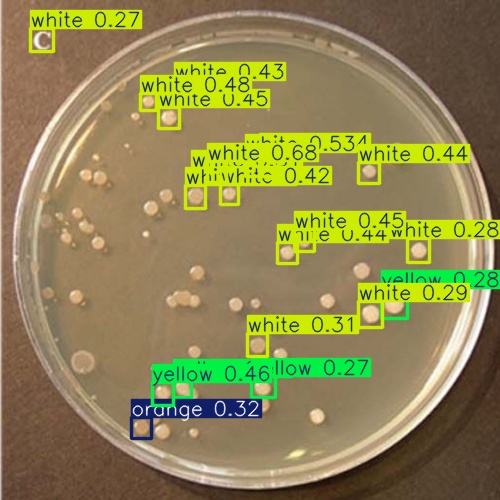 white 0.27
C
white 0.43
white 0.48
white 0.45
white 0.534
white 0.68
white 0.44
white 0.42
white 0.45
white 0.28
white 0.44
yellow 0.28
white 0.29
white 0.31
yellow 0.46
llow 0.27
orange 0.32